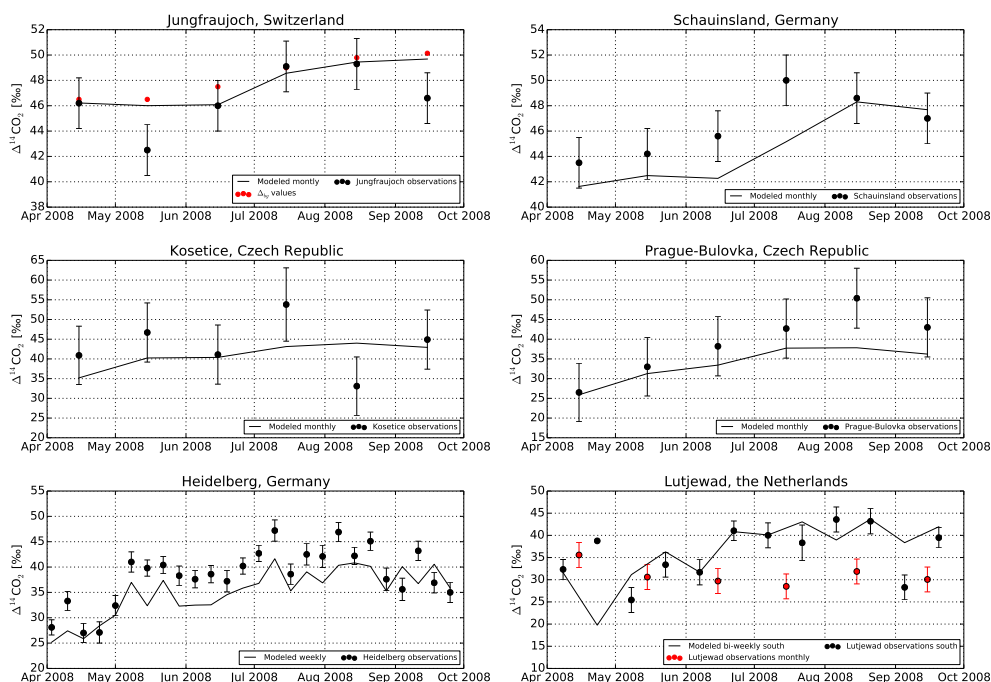 Jungfraujoch, Switzerland
52
50
48
46
44
42
40
38
Δ¹⁴CO₂ [‰]
Modeled montly
Jungfraujoch observations
Δbg values
Apr 2008 May 2008 Jun 2008 Jul 2008 Aug 2008 Sep 2008 Oct 2008
Schauinsland, Germany
54
52
50
48
46
44
42
40
Δ¹⁴CO₂ [‰]
Modeled monthly
Schauinsland observations
Apr 2008 May 2008 Jun 2008 Jul 2008 Aug 2008 Sep 2008 Oct 2008
Kosetice, Czech Republic
65
60
55
50
45
40
35
30
25
20
Δ¹⁴CO₂ [‰]
Modeled monthly
Kosetice observations
Apr 2008 May 2008 Jun 2008 Jul 2008 Aug 2008 Sep 2008 Oct 2008
Prague-Bulovka, Czech Republic
60
55
50
45
40
35
30
25
20
15
Δ¹⁴CO₂ [‰]
Modeled monthly
Prague-Bulovka observations
Apr 2008 May 2008 Jun 2008 Jul 2008 Aug 2008 Sep 2008 Oct 2008
Heidelberg, Germany
55
50
45
40
35
30
25
20
Δ¹⁴CO₂ [‰]
Modeled weekly
Heidelberg observations
Apr 2008 May 2008 Jun 2008 Jul 2008 Aug 2008 Sep 2008 Oct 2008
Lutjewad, the Netherlands
50
45
40
35
30
25
20
15
10
Δ¹⁴CO₂ [‰]
Modeled bi-weekly south
Lutjewad observations south
Lutjewad observations monthly
Apr 2008 May 2008 Jun 2008 Jul 2008 Aug 2008 Sep 2008 Oct 2008